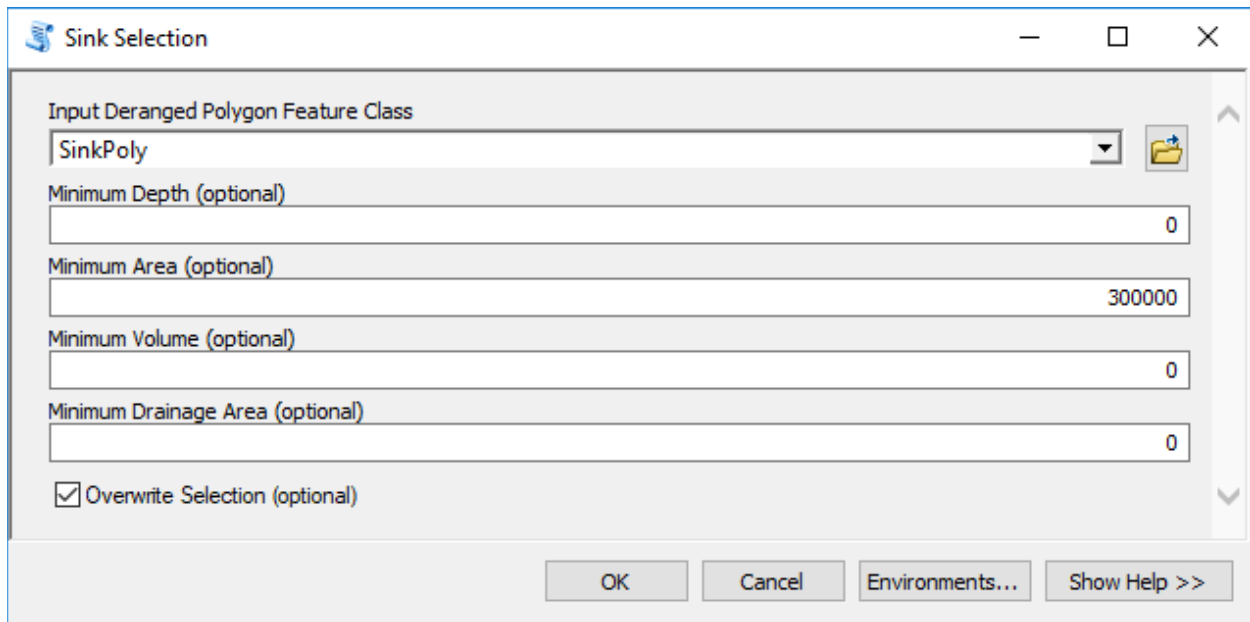 Sink Selection
Input Deranged Polygon Feature Class
SinkPoly
Minimum Depth (optional)
0
Minimum Area (optional)
300000
Minimum Volume (optional)
0
Minimum Drainage Area (optional)
0
Overwrite Selection (optional)
OK Cancel Environments... Show Help >>